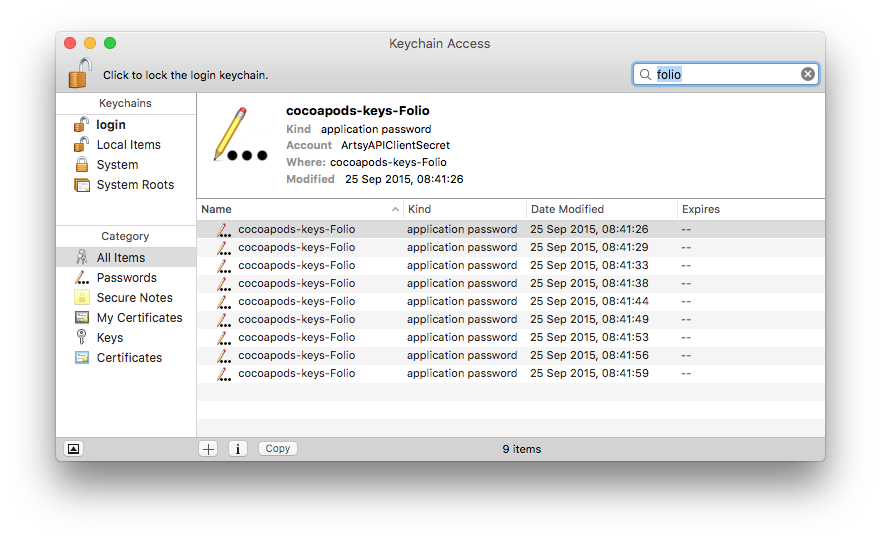 Keychain Access
Click to lock the login keychain.
folio
Keychains
login
Local Items
System
System Roots
Category
All Items
Passwords
Secure Notes
My Certificates
Keys
Certificates
cocoapods-keys-Folio
Kind application password
Account ArtsyAPIClientSecret
Where: cocoapods-keys-Folio
Modified 25 Sep 2015, 08:41:26
Name Kind Date Modified Expires
cocoapods-keys-Folio application password 25 Sep 2015, 08:41:26 --
cocoapods-keys-Folio application password 25 Sep 2015, 08:41:29 --
cocoapods-keys-Folio application password 25 Sep 2015, 08:41:33 --
cocoapods-keys-Folio application password 25 Sep 2015, 08:41:38 --
cocoapods-keys-Folio application password 25 Sep 2015, 08:41:44 --
cocoapods-keys-Folio application password 25 Sep 2015, 08:41:49 --
cocoapods-keys-Folio application password 25 Sep 2015, 08:41:53 --
cocoapods-keys-Folio application password 25 Sep 2015, 08:41:56 --
cocoapods-keys-Folio application password 25 Sep 2015, 08:41:59 --
Copy
9 items